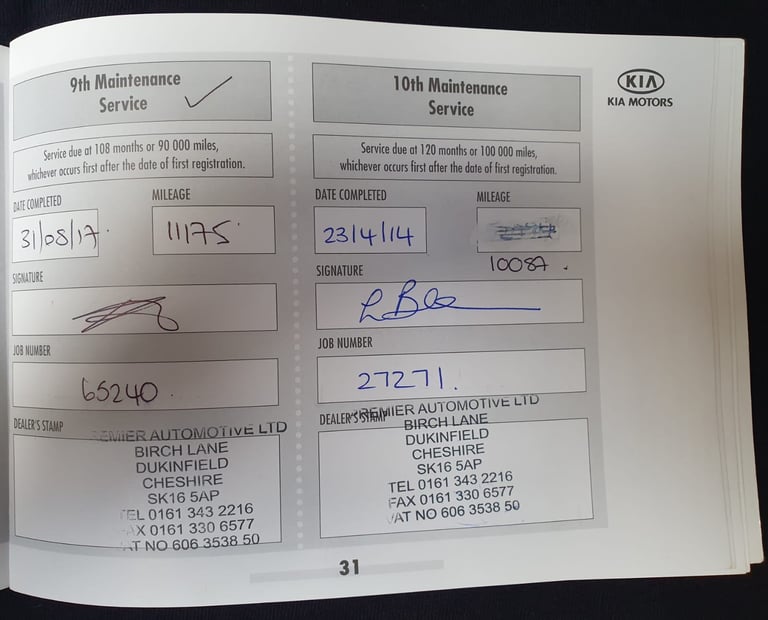 9th Maintenance
Service
Service due at 108 months or 90 000 miles,
whichever occurs first after the date of first registration.
DATE COMPLETED
MILEAGE
31/08/17.
11175.
SIGNATURE
JOB NUMBER
65240.
DEALER'S STAMP
EMIER AUTOMOTIVE LTD
BIRCH LANE
DUKINFIELD
CHESHIRE
SK16 5AP
TEL 0161 343 2216
AX 0161 330 6577
AT NO 606 3538 50
10th Maintenance
Service
Service due at 120 months or 100 000 miles,
whichever occurs first after the date of first registration.
DATE COMPLETED
MILEAGE
23/4/14
10087.
SIGNATURE
JOB NUMBER
27271.
DEALER'S STAMP
REMIER AUTOMOTIVE LTD
BIRCH LANE
DUKINFIELD
CHESHIRE
SK16 5AP
TEL 0161 343 2216
FAX 0161 330 6577
VAT NO 606 3538 50
KIA
KIA MOTORS
31